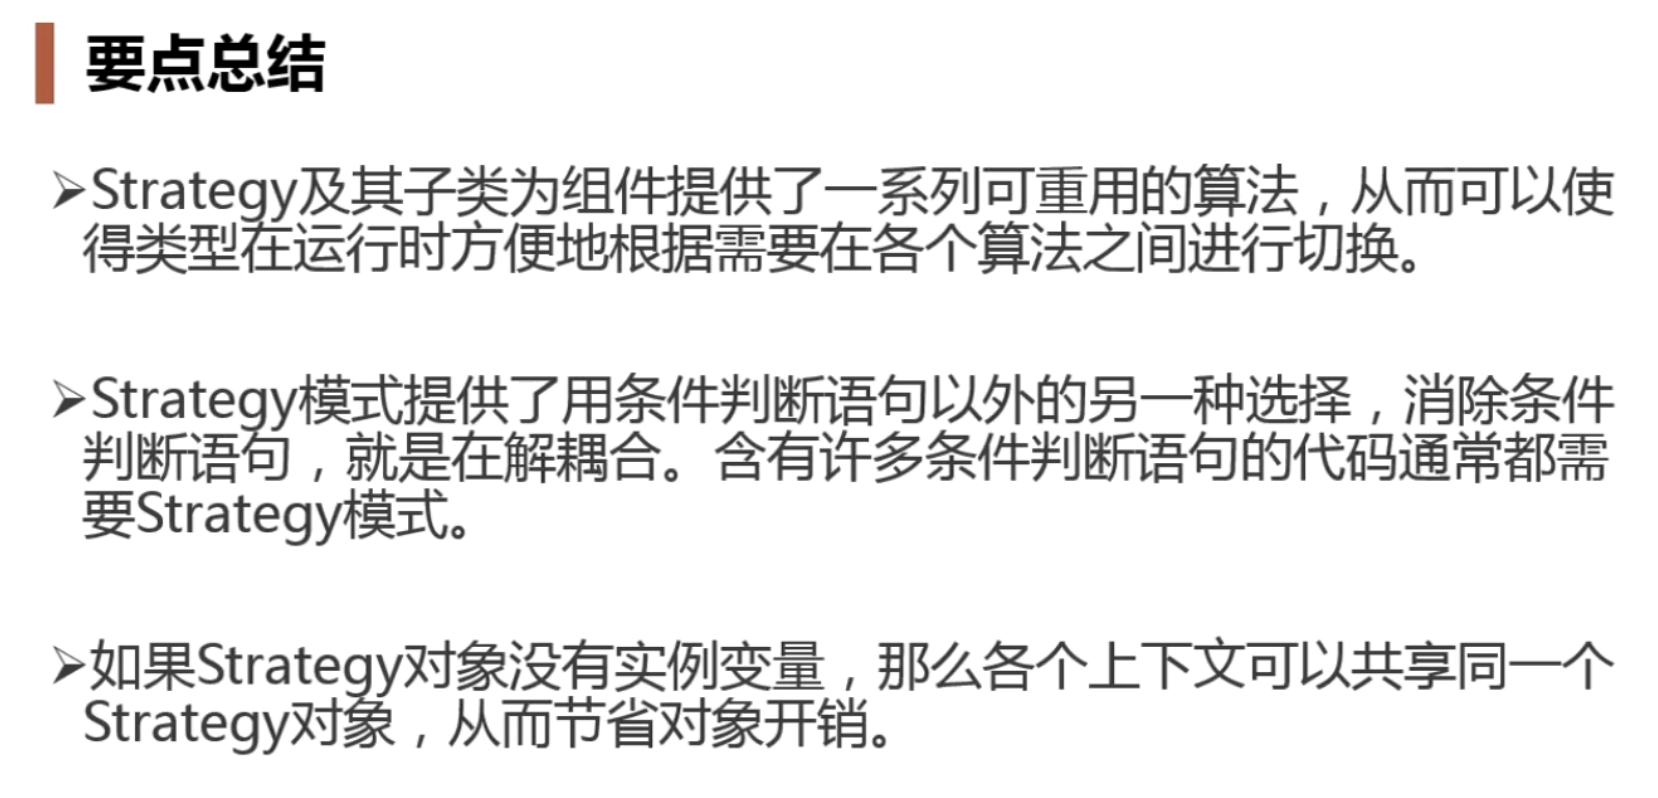 要点总结
➢Strategy及其子类为组件提供了一系列可重用的算法，从而可以使
得类型在运行时方便地根据需要在各个算法之间进行切换。
➢Strategy模式提供了用条件判断语句以外的另一种选择，消除条件
判断语句，就是在解耦合。含有许多条件判断语句的代码通常都需
要Strategy模式。
➢如果Strategy对象没有实例变量，那么各个上下文可以共享同一个
Strategy对象，从而节省对象开销。